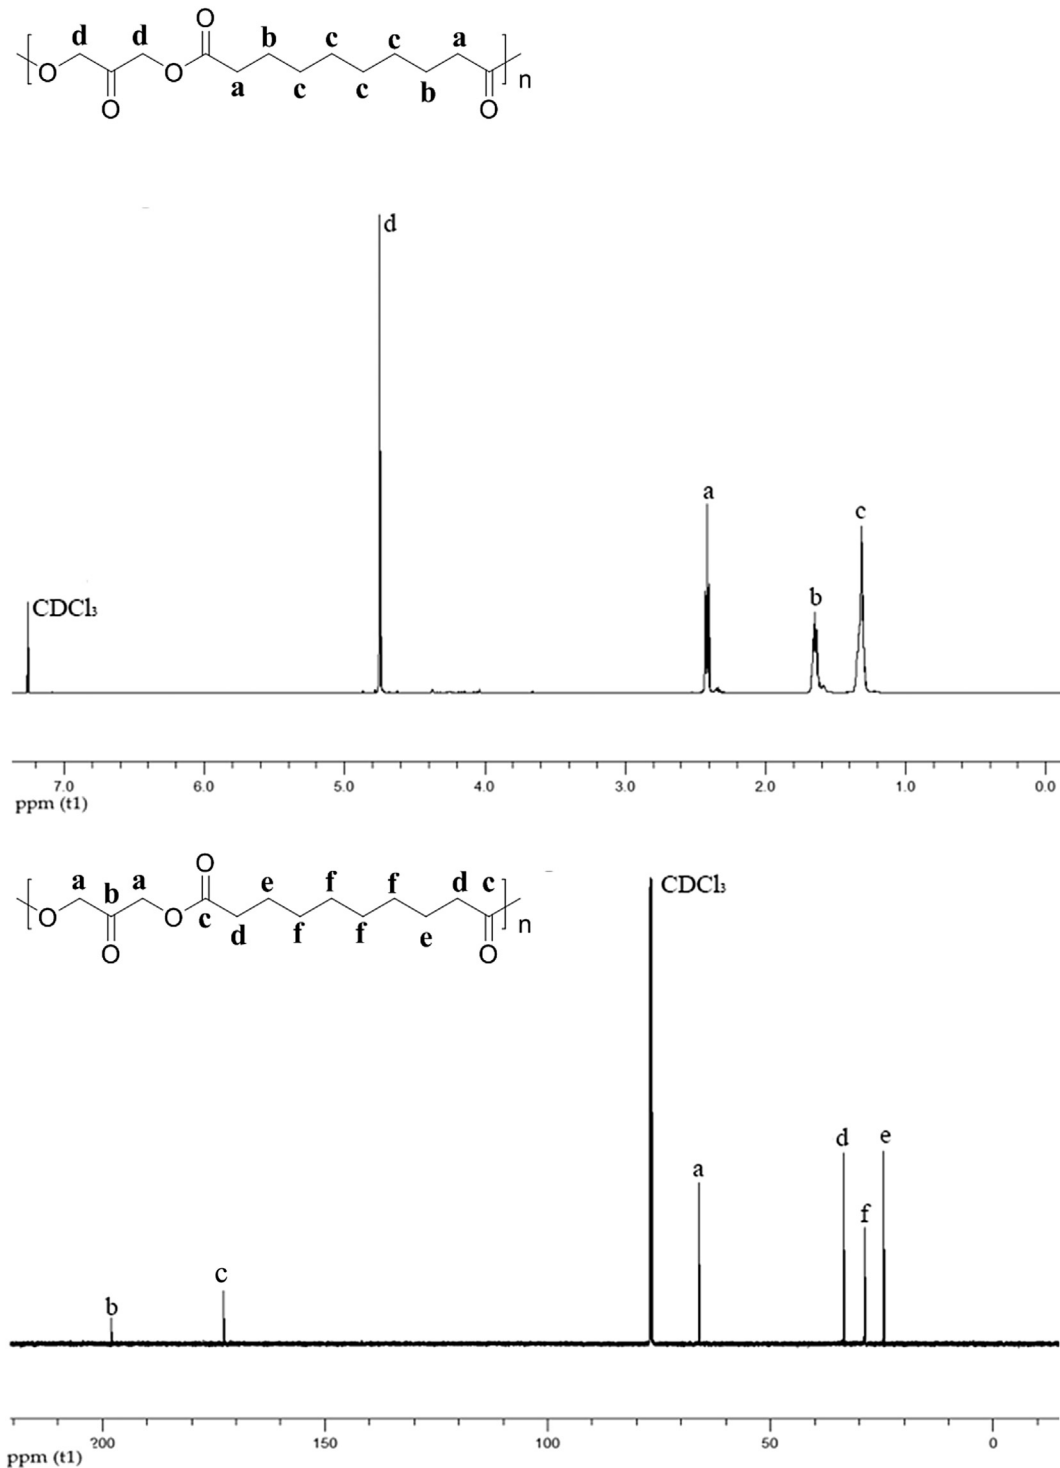 O
d d b c c a
O O n
a c c b
O O
d
a
c
b
CDCl₃
7.0 6.0 5.0 4.0 3.0 2.0 1.0 0.0
ppm (t1)
O
a b a e f f d c
O O c n
d f f e
O O
CDCl₃
d e
a
f
c
b
200 150 100 50 0
ppm (t1)